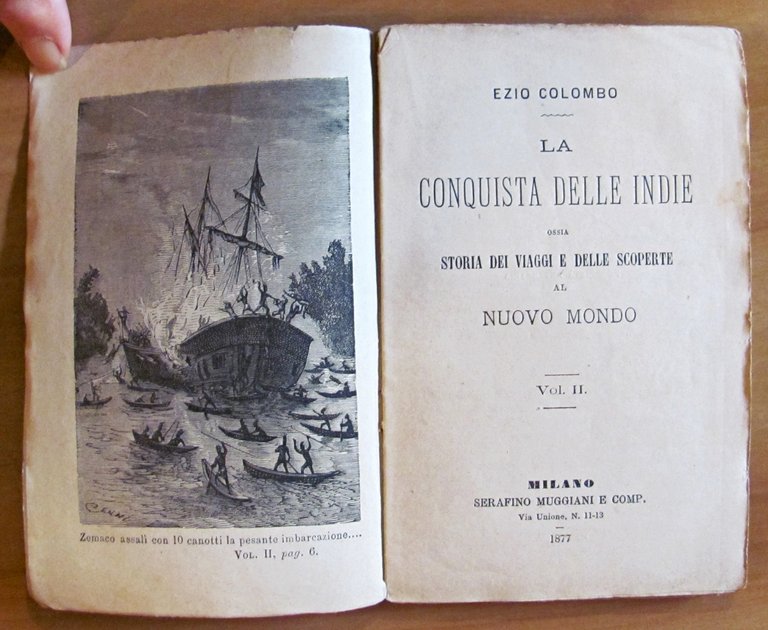 Zemaco assalì con 10 canotti la pesante imbarcazione....
VOL. II, pag. 6.
EZIO COLOMBO
LA
CONQUISTA DELLE INDIE
OSSIA
STORIA DEI VIAGGI E DELLE SCOPERTE
AL
NUOVO MONDO
Vol. II.
MILANO
SERAFINO MUGGIANI E COMP.
Via Unione, N. 11-13
1877